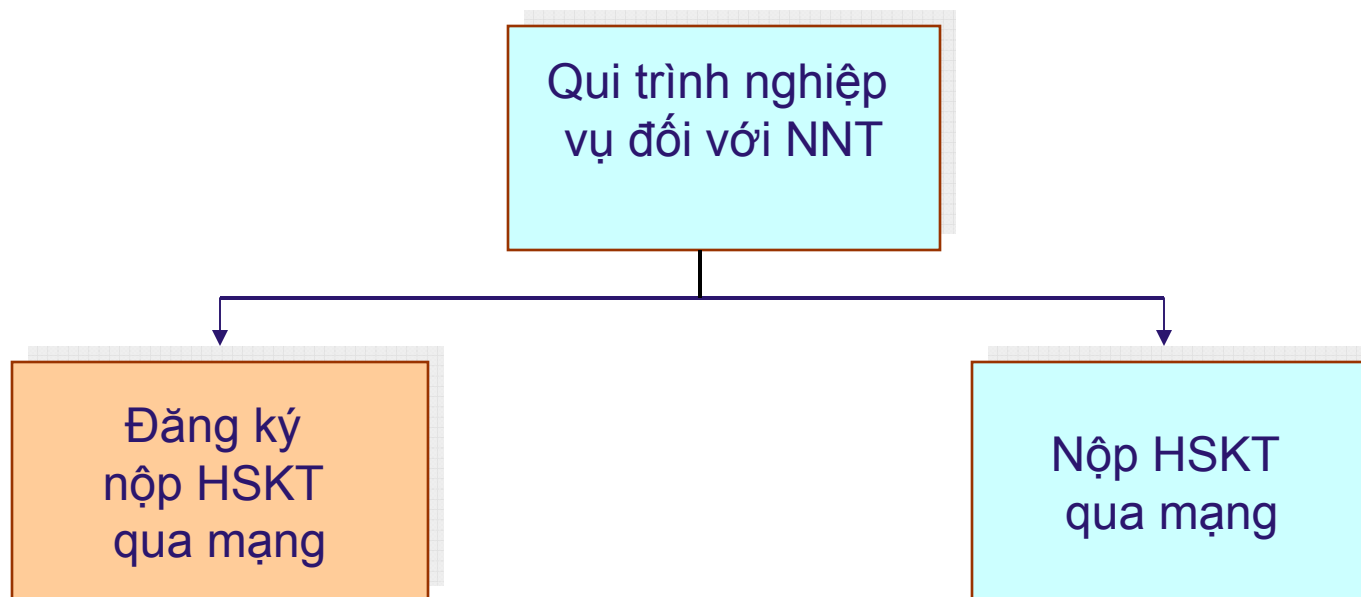 Qui trình nghiệp
vụ đối với NNT
Đăng ký
nộp HSKT
qua mạng
Nộp HSKT
qua mạng